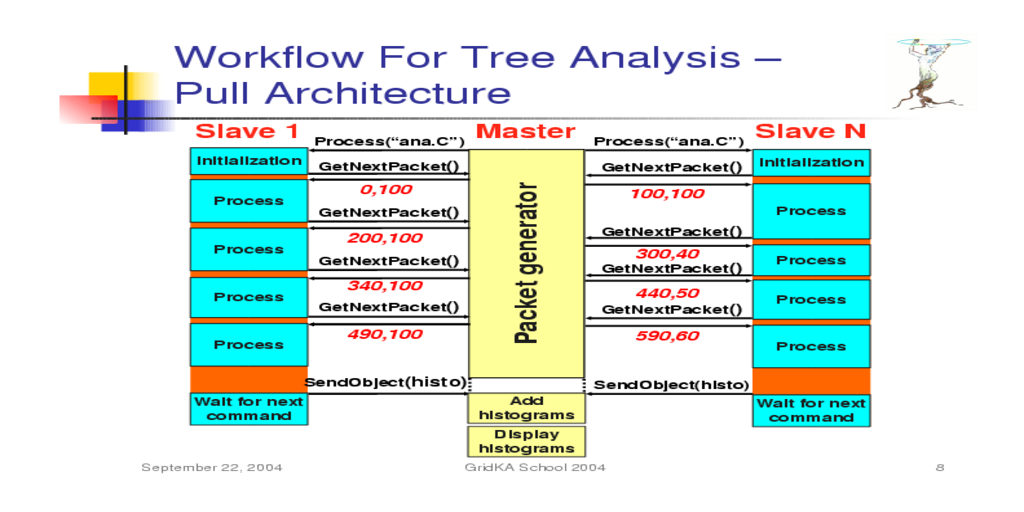 Workflow For Tree Analysis –
Pull Architecture
Slave 1
Master
Slave N
Process("ana.C")
Process("ana.C")
Initialization
Initialization
GetNextPacket()
GetNextPacket()
0,100
100,100
Process
Process
GetNextPacket()
GetNextPacket()
200,100
300,40
Process
Process
GetNextPacket()
GetNextPacket()
340,100
440,50
Process
Process
GetNextPacket()
GetNextPacket()
490,100
590,60
Process
Process
Packet generator
SendObject(histo)
SendObject(histo)
Wait for next
command
Add
histograms
Wait for next
command
Display
histograms
September 22, 2004
GridKA School 2004
8